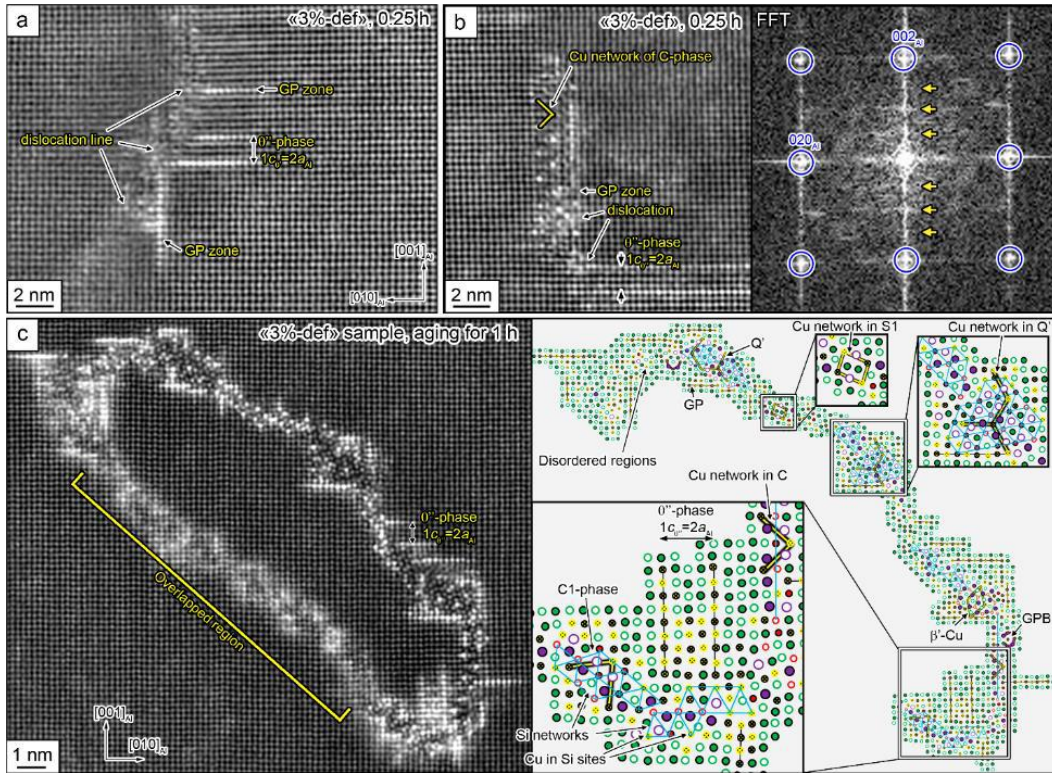 a
«3%-def», 0.25 h
GP zone
dislocation line
θ''-phase
1cθ''=2aAl
GP zone
[001]Al
[010]Al
2 nm
b
«3%-def», 0.25 h
Cu network of C-phase
GP zone
dislocation
θ''-phase
1cθ''=2aAl
2 nm
FFT
002Al
020Al
c
«3%-def» sample, aging for 1 h
θ''-phase
1cθ''=2aAl
Overlapped region
[001]Al
[010]Al
1 nm
Cu network in S1
Cu network in Q'
Q'
GP
Disordered regions
Cu network in C
θ''-phase
1cθ''=2aAl
C1-phase
Si networks
Cu in Si sites
β'-Cu
GPB